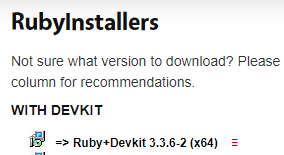 RubyInstallers
Not sure what version to download? Please
column for recommendations.
WITH DEVKIT
=> Ruby+Devkit 3.3.6-2 (x64)